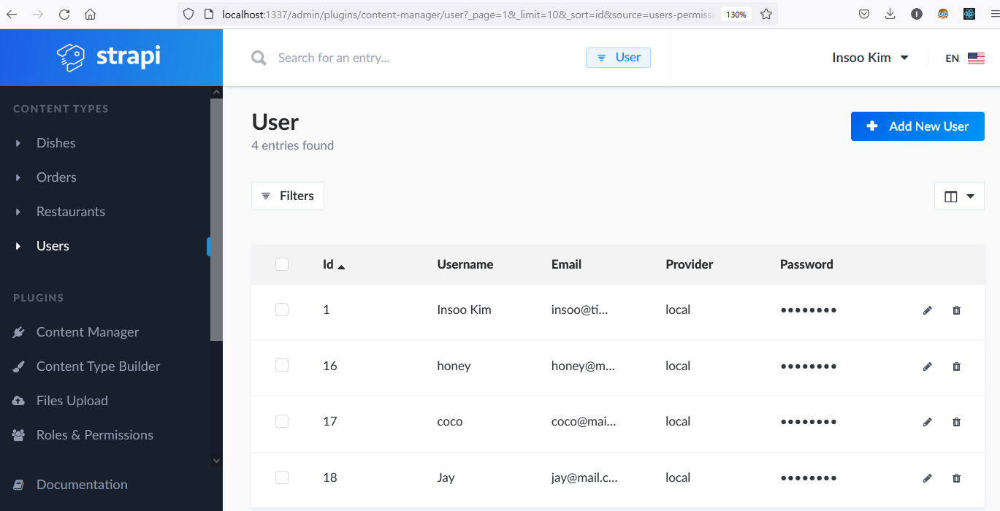 localhost:1337/admin/plugins/content-manager/user?_page=1&_limit=10&_sort=id&source=users-permiss
130%
strapi
Search for an entry...
User
Insoo Kim
EN
CONTENT TYPES
Dishes
Orders
Restaurants
Users
PLUGINS
Content Manager
Content Type Builder
Files Upload
Roles & Permissions
Documentation
User
4 entries found
Add New User
Filters
Id Username Email Provider Password
1 Insoo Kim insoo@ti... local ••••••••
16 honey honey@m... local ••••••••
17 coco coco@mai... local ••••••••
18 Jay jay@mail.c... local ••••••••